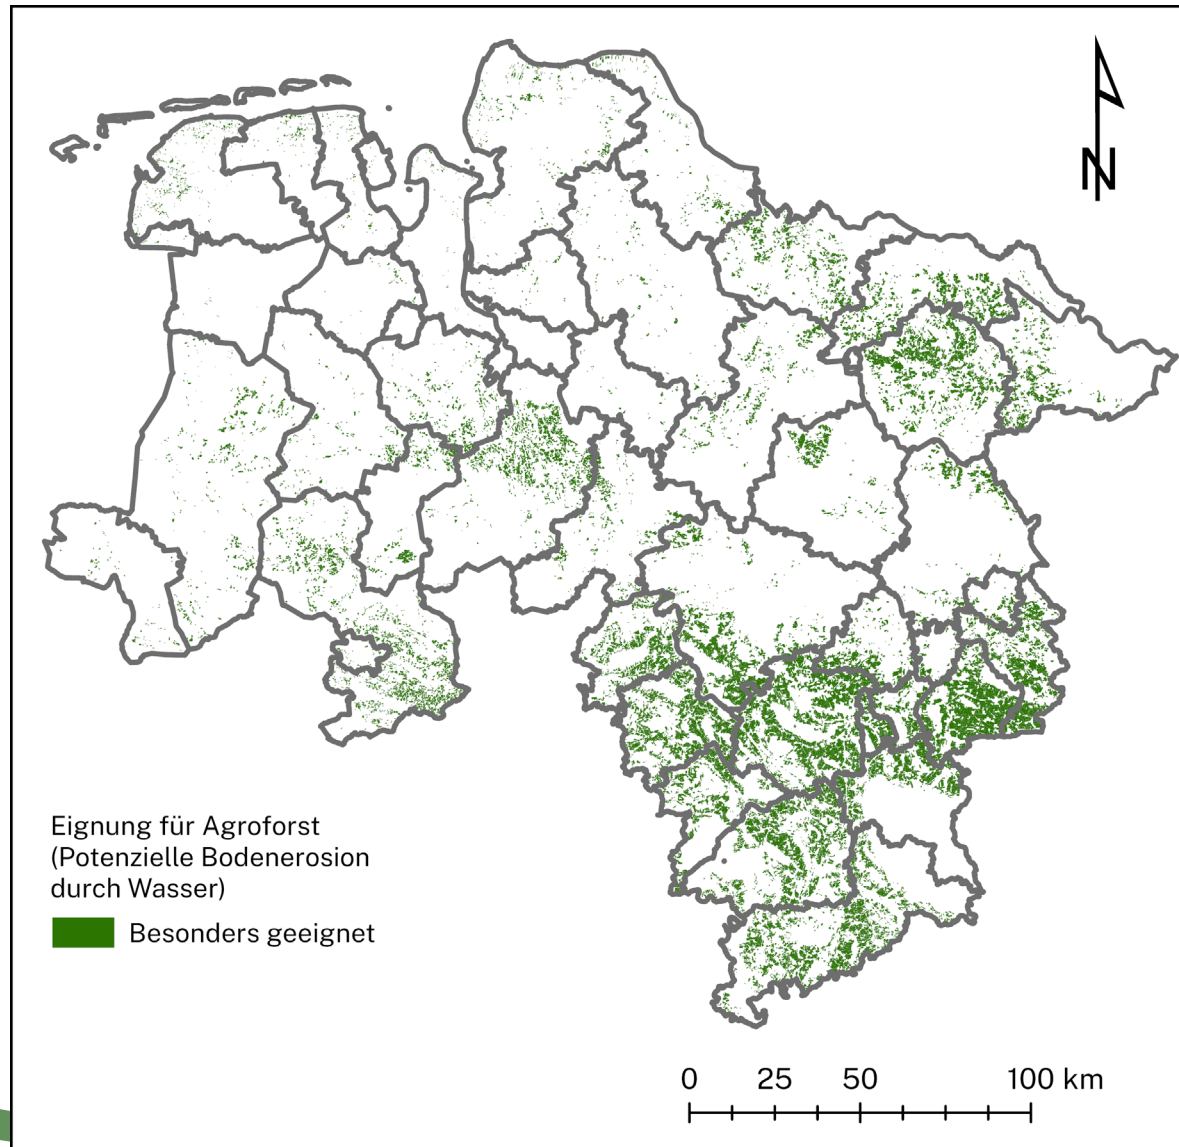 N
Eignung für Agroforst
(Potenzielle Bodenerosion
durch Wasser)
Besonders geeignet
0 25 50 100 km